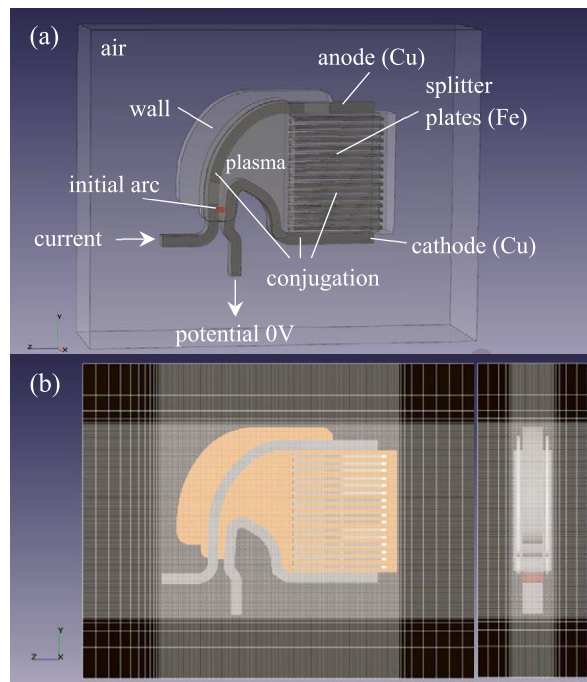 (a)
air
anode (Cu)
splitter
plates (Fe)
wall
plasma
initial arc
current
cathode (Cu)
conjugation
potential 0V
Y
Z
X
(b)
Y
Z
X